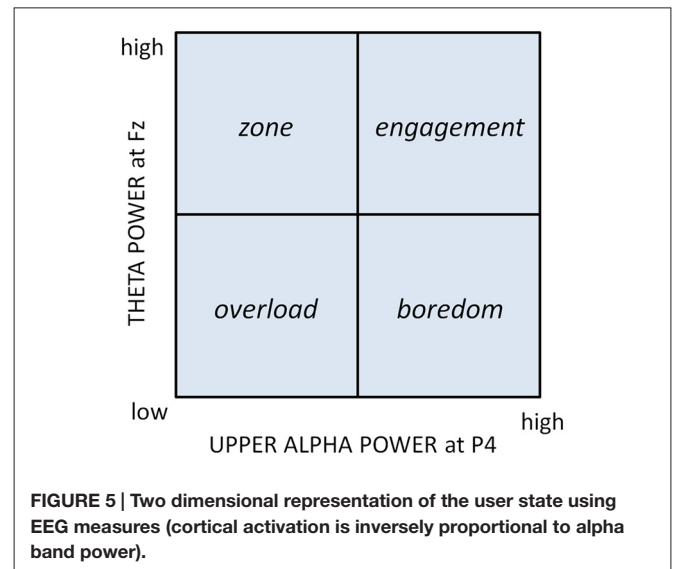 high
THETA POWER at Fz
zone
engagement
overload
boredom
low
high
UPPER ALPHA POWER at P4
FIGURE 5 | Two dimensional representation of the user state using
EEG measures (cortical activation is inversely proportional to alpha
band power).